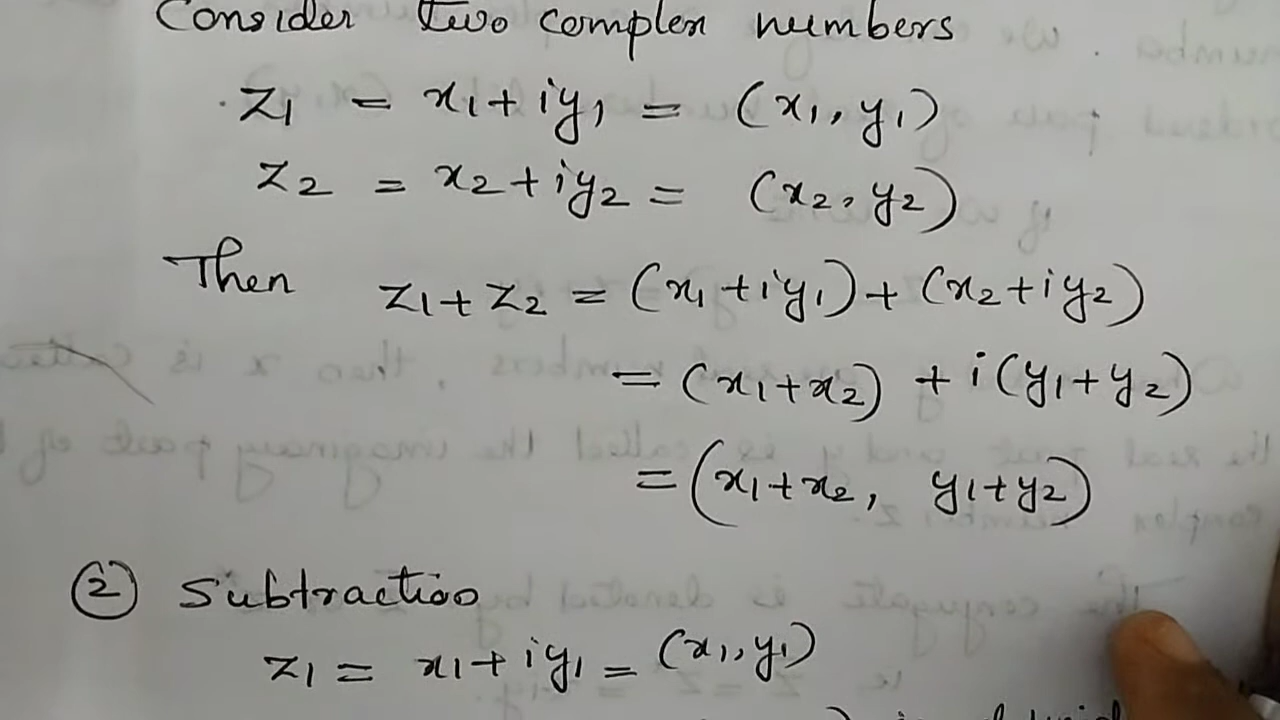 Consider two complex numbers
z₁ = x₁ + iy₁ = (x₁, y₁)
z₂ = x₂ + iy₂ = (x₂, y₂)
Then z₁ + z₂ = (x₁ + iy₁) + (x₂ + iy₂)
= (x₁ + x₂) + i(y₁ + y₂)
= (x₁ + x₂, y₁ + y₂)
② Subtraction
z₁ = x₁ + iy₁ = (x₁, y₁)